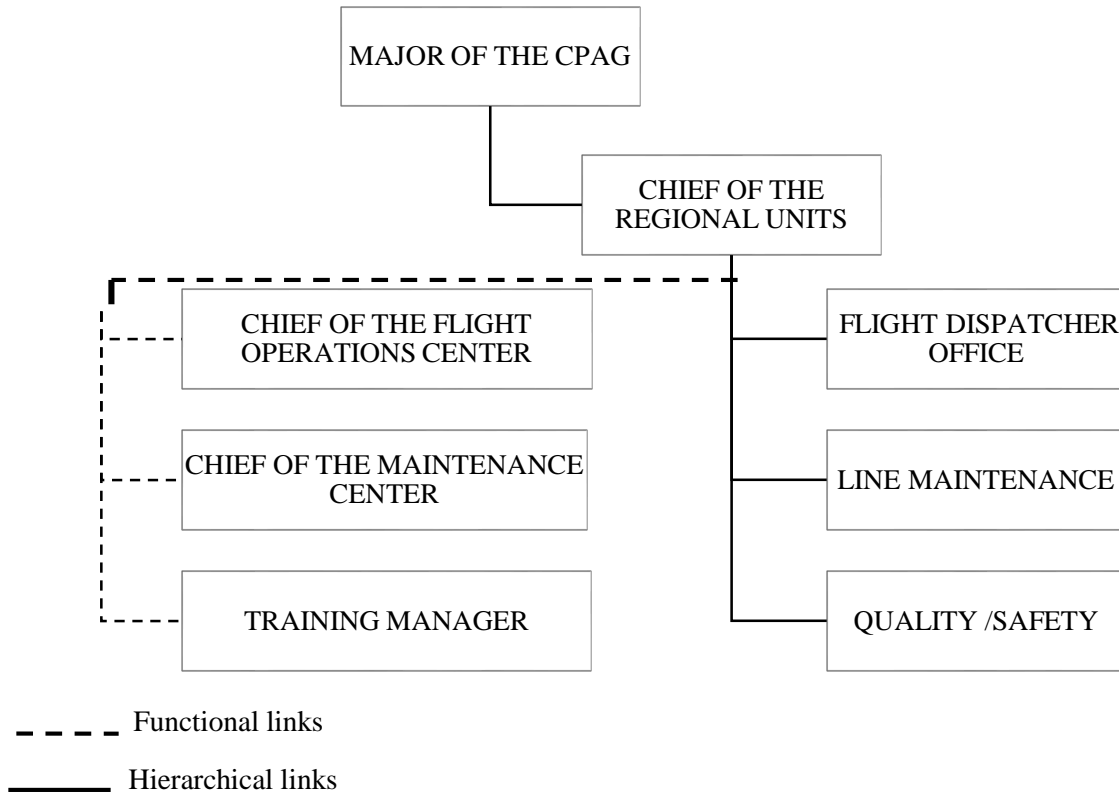 MAJOR OF THE CPAG
CHIEF OF THE
REGIONAL UNITS
CHIEF OF THE FLIGHT
OPERATIONS CENTER
FLIGHT DISPATCHER
OFFICE
CHIEF OF THE MAINTENANCE
CENTER
LINE MAINTENANCE
TRAINING MANAGER
QUALITY /SAFETY
Functional links
Hierarchical links